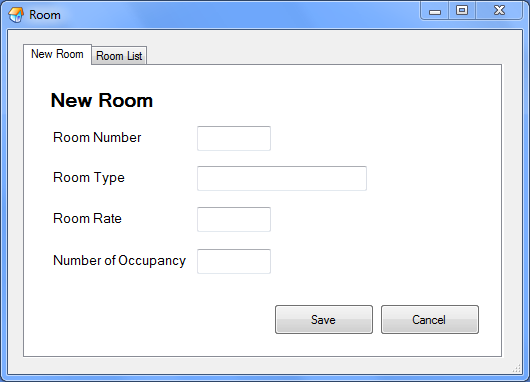 Room
New Room Room List
New Room
Room Number
Room Type
Room Rate
Number of Occupancy
Save Cancel